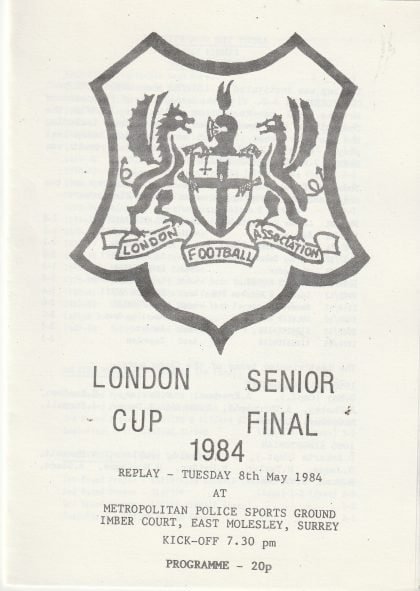 LONDON FOOTBALL ASSOCIATION
LONDON SENIOR
CUP FINAL
1984
REPLAY - TUESDAY 8th May 1984
AT
METROPOLITAN POLICE SPORTS GROUND
IMBER COURT, EAST MOLESLEY, SURREY
KICK-OFF 7.30 pm
PROGRAMME - 20p